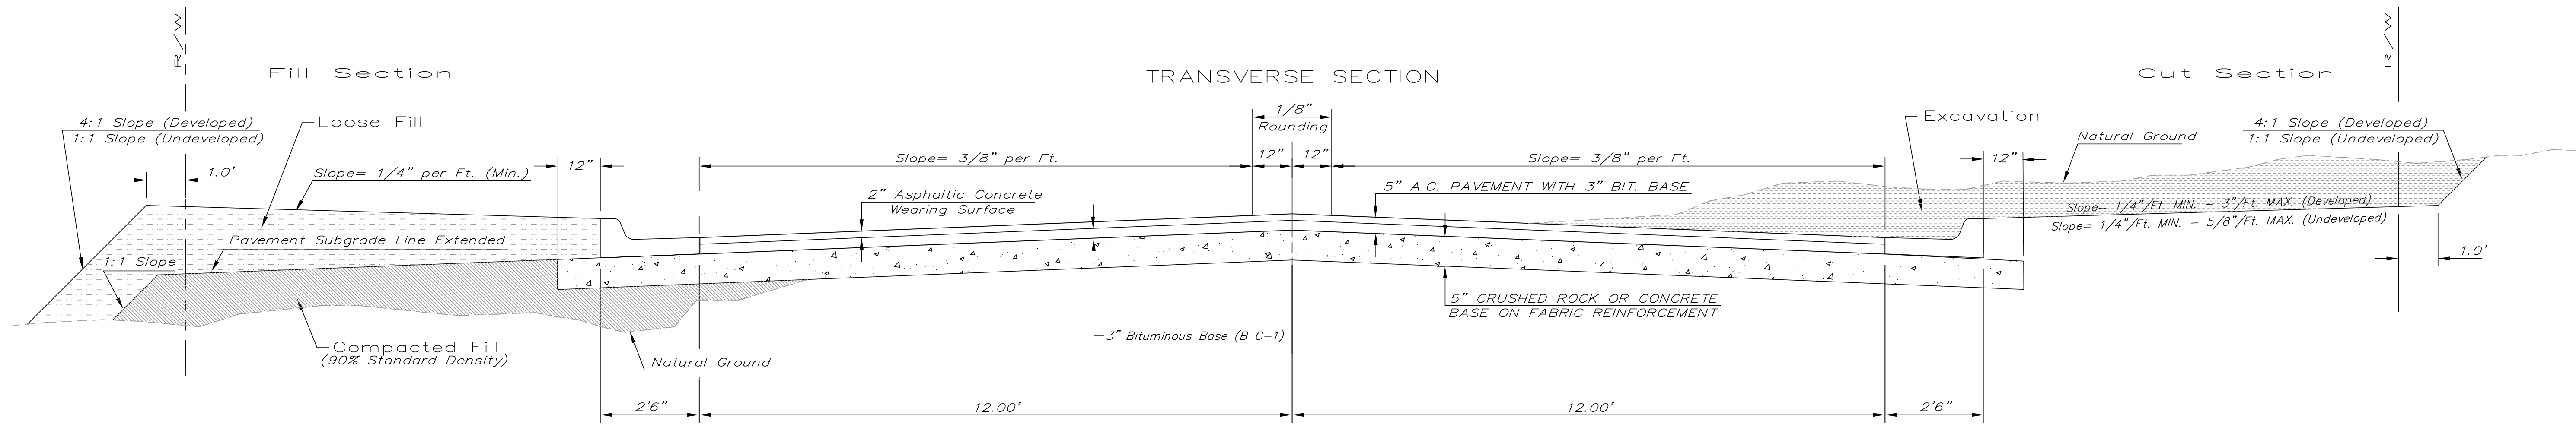 R/W
R/W
Fill Section
TRANSVERSE SECTION
Cut Section
4:1 Slope (Developed)
1:1 Slope (Undeveloped)
Loose Fill
1/8"
Rounding
Excavation
Natural Ground
4:1 Slope (Developed)
1:1 Slope (Undeveloped)
1.0'
Slope= 1/4" per Ft. (Min.)
12"
Slope= 3/8" per Ft.
12"
12"
Slope= 3/8" per Ft.
12"
2" Asphaltic Concrete
Wearing Surface
5" A.C. PAVEMENT WITH 3" BIT. BASE
Slope= 1/4"/Ft. MIN. - 3"/Ft. MAX. (Developed)
Slope= 1/4"/Ft. MIN. - 5/8"/Ft. MAX. (Undeveloped)
Pavement Subgrade Line Extended
1:1 Slope
1.0'
5" CRUSHED ROCK OR CONCRETE
BASE ON FABRIC REINFORCEMENT
3" Bituminous Base (B C-1)
Compacted Fill
(90% Standard Density)
Natural Ground
2'6"
12.00'
12.00'
2'6"